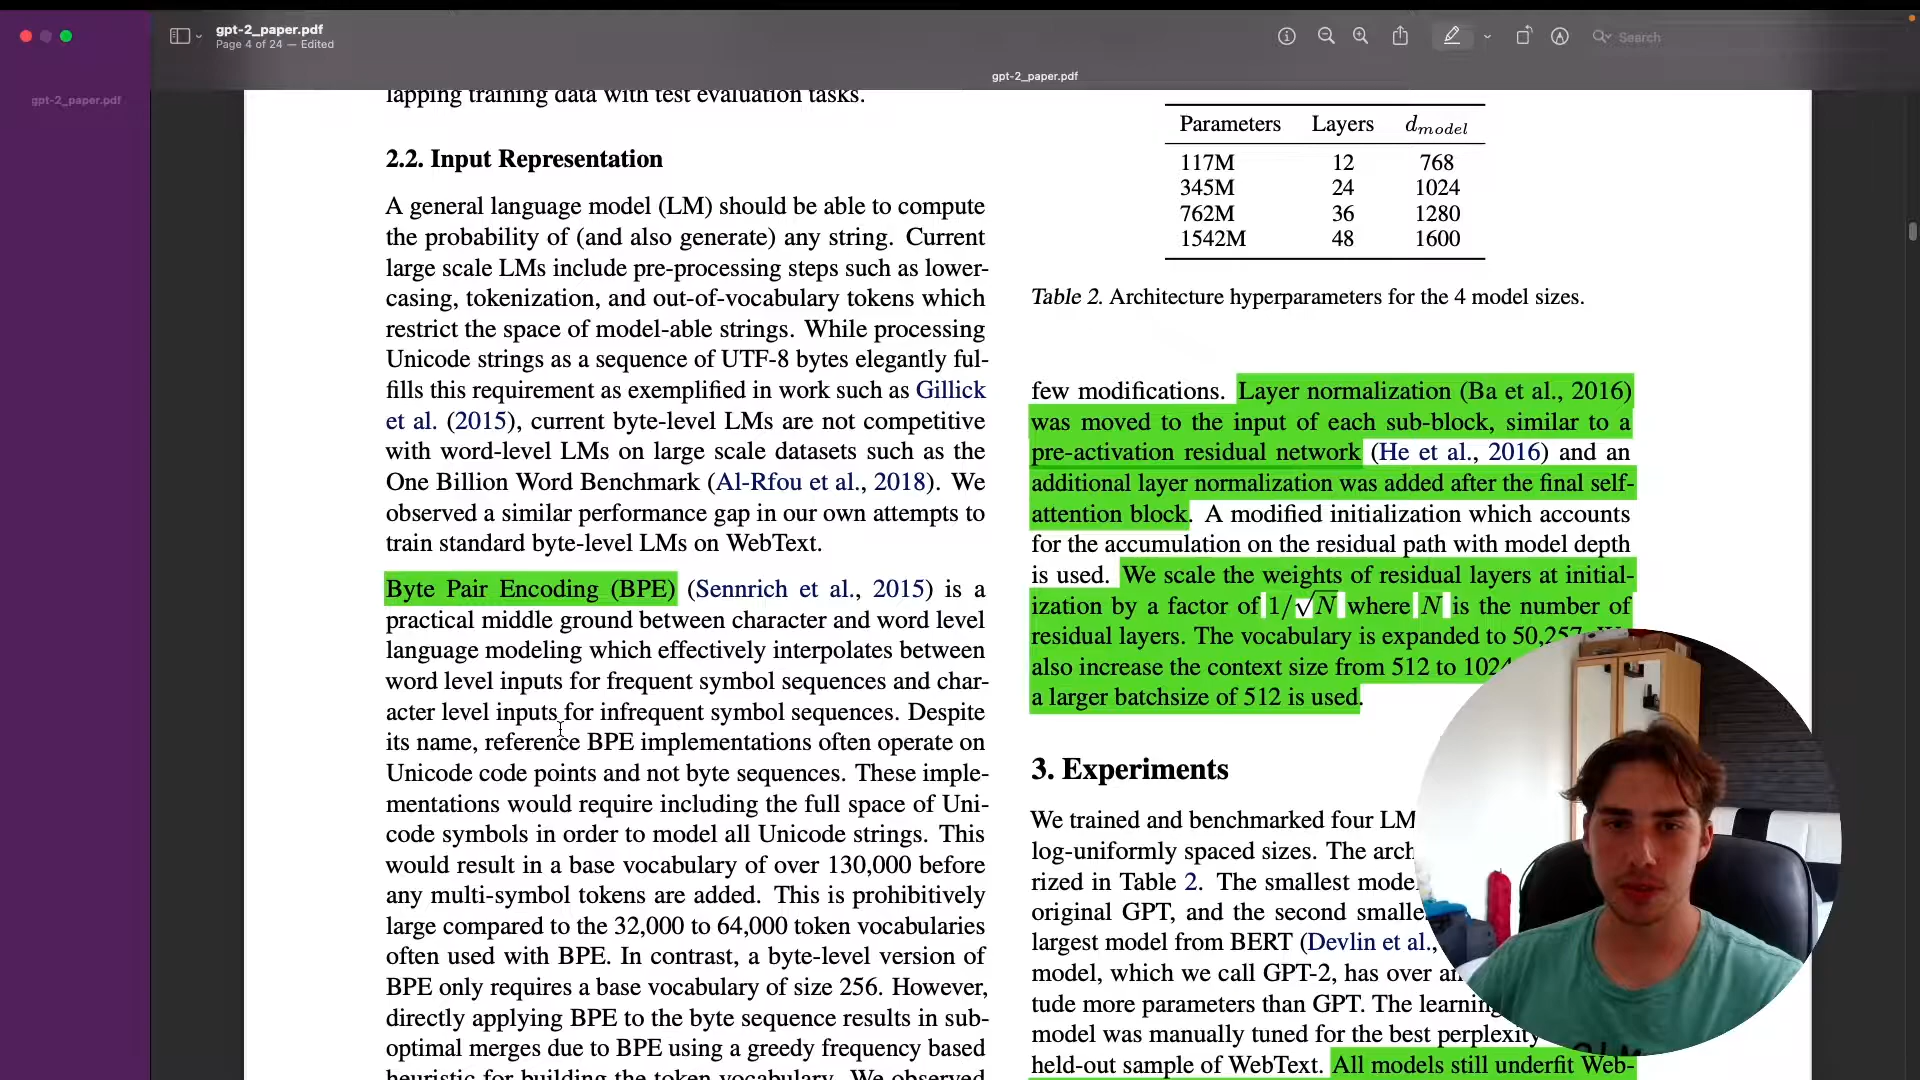 gpt-2_paper.pdf
Page 4 of 24 — Edited
Search
gpt-2_paper.pdf
gpt-2_paper.pdf
lapping training data with test evaluation tasks.
2.2. Input Representation
A general language model (LM) should be able to compute
the probability of (and also generate) any string. Current
large scale LMs include pre-processing steps such as lower-
casing, tokenization, and out-of-vocabulary tokens which
restrict the space of model-able strings. While processing
Unicode strings as a sequence of UTF-8 bytes elegantly ful-
fills this requirement as exemplified in work such as Gillick
et al. (2015), current byte-level LMs are not competitive
with word-level LMs on large scale datasets such as the
One Billion Word Benchmark (Al-Rfou et al., 2018). We
observed a similar performance gap in our own attempts to
train standard byte-level LMs on WebText.
Byte Pair Encoding (BPE) (Sennrich et al., 2015) is a
practical middle ground between character and word level
language modeling which effectively interpolates between
word level inputs for frequent symbol sequences and char-
acter level inputs for infrequent symbol sequences. Despite
its name, reference BPE implementations often operate on
Unicode code points and not byte sequences. These imple-
mentations would require including the full space of Uni-
code symbols in order to model all Unicode strings. This
would result in a base vocabulary of over 130,000 before
any multi-symbol tokens are added. This is prohibitively
large compared to the 32,000 to 64,000 token vocabularies
often used with BPE. In contrast, a byte-level version of
BPE only requires a base vocabulary of size 256. However,
directly applying BPE to the byte sequence results in sub-
optimal merges due to BPE using a greedy frequency based
heuristic for building the token vocabulary. We observed
Parameters Layers d_model
117M 12 768
345M 24 1024
762M 36 1280
1542M 48 1600
Table 2. Architecture hyperparameters for the 4 model sizes.
few modifications. Layer normalization (Ba et al., 2016)
was moved to the input of each sub-block, similar to a
pre-activation residual network (He et al., 2016) and an
additional layer normalization was added after the final self-
attention block. A modified initialization which accounts
for the accumulation on the residual path with model depth
is used. We scale the weights of residual layers at initial-
ization by a factor of 1/√N where N is the number of
residual layers. The vocabulary is expanded to 50,257.
also increase the context size from 512 to 1024
a larger batchsize of 512 is used.
3. Experiments
We trained and benchmarked four LM
log-uniformly spaced sizes. The arch
rized in Table 2. The smallest mode
original GPT, and the second smalle
largest model from BERT (Devlin et al.,
model, which we call GPT-2, has over an
tude more parameters than GPT. The learning
model was manually tuned for the best perplexity
held-out sample of WebText. All models still underfit Web-